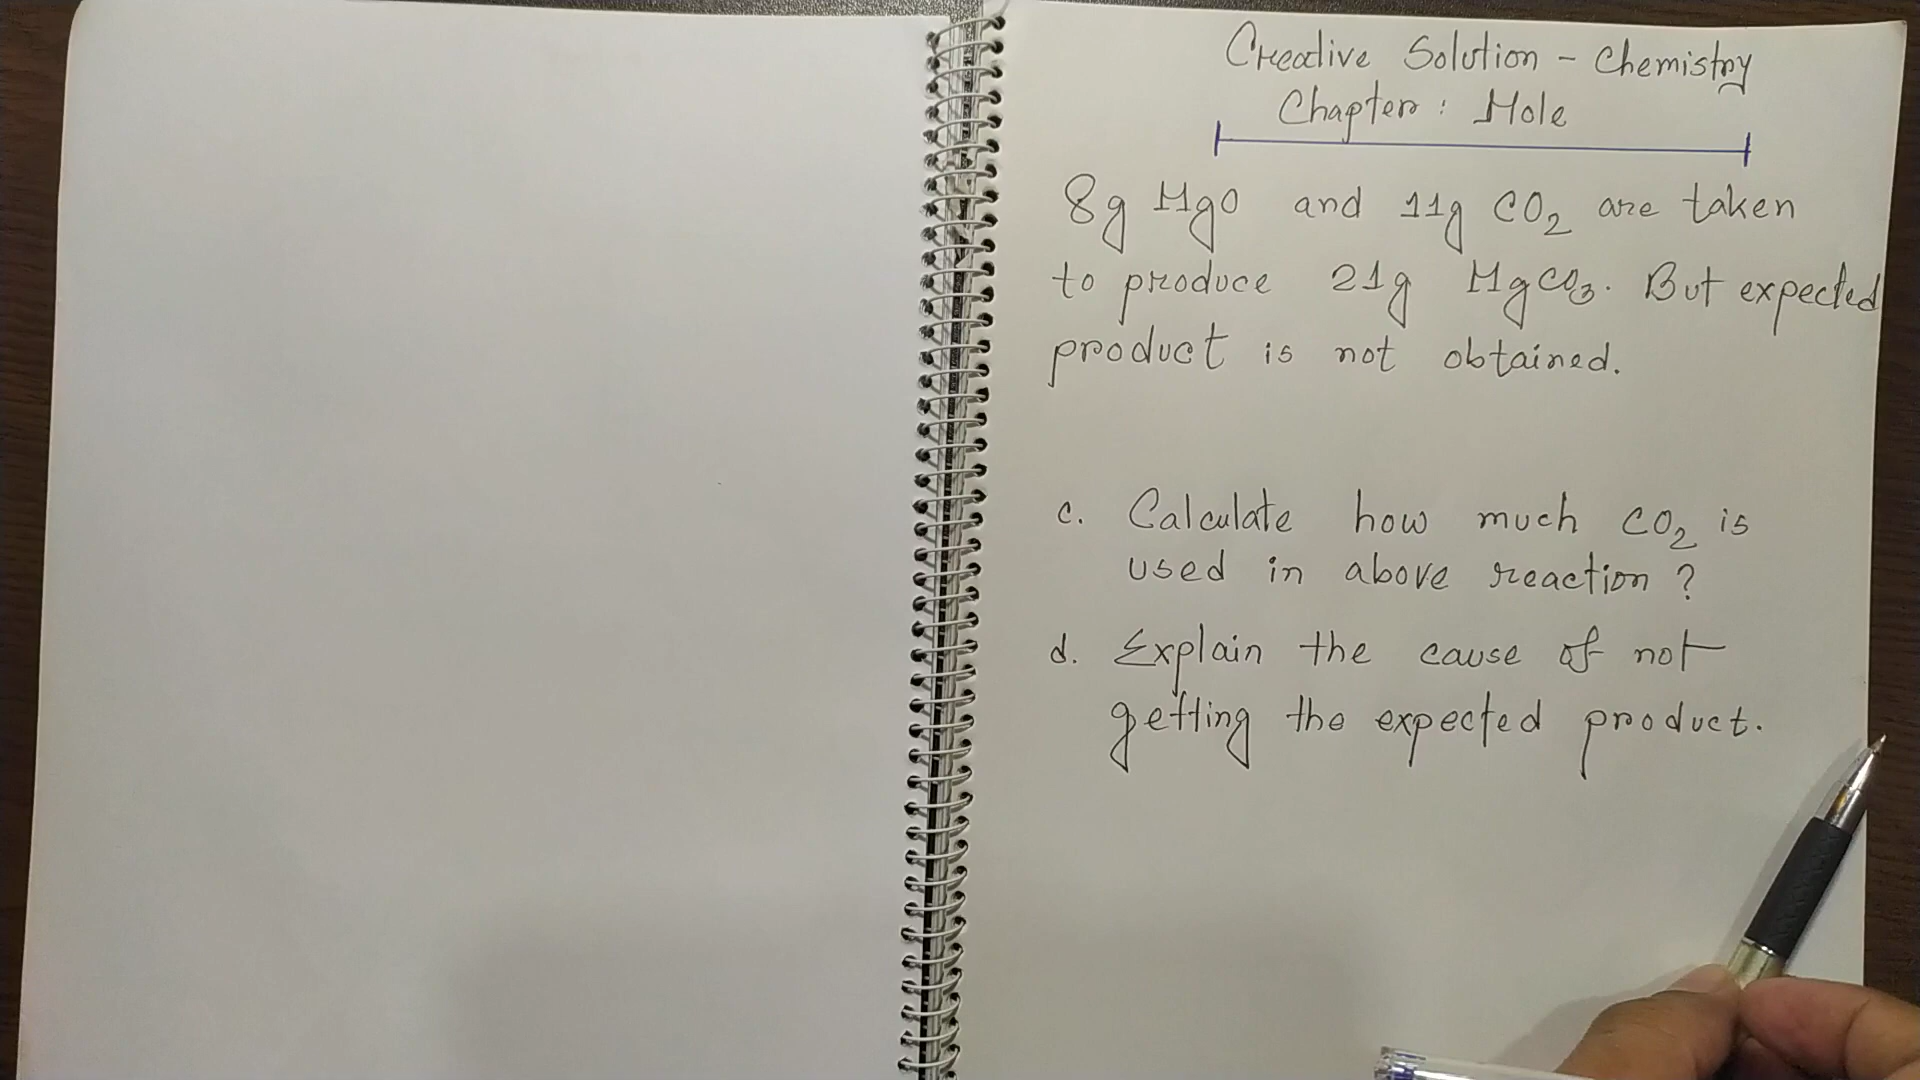 Creative Solution - Chemistry
Chapter : Mole
8g MgO and 11g CO₂ are taken
to produce 21g MgCO₃. But expected
product is not obtained.
c. Calculate how much CO₂ is
used in above reaction ?
d. Explain the cause of not
getting the expected product.